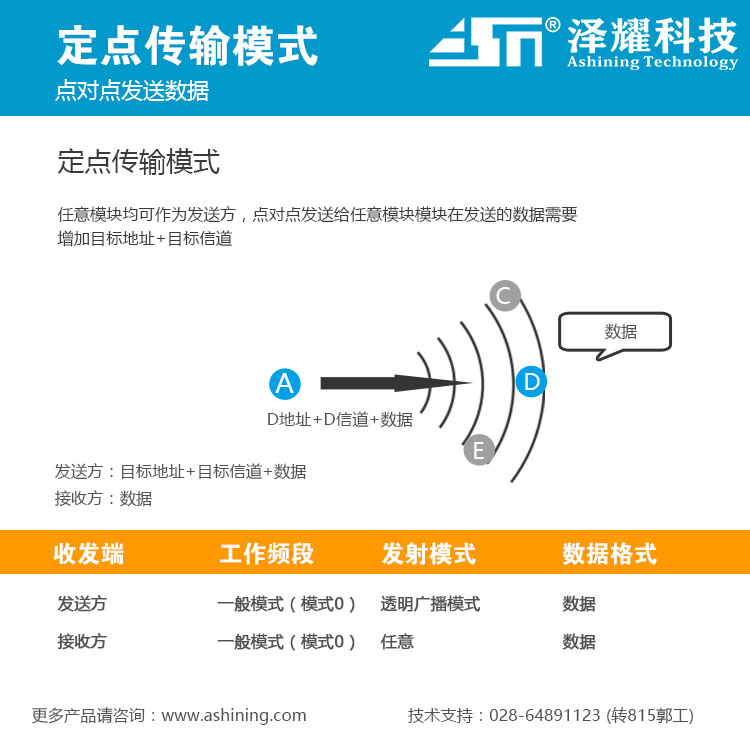 定点传输模式
点对点发送数据
ASTI®泽耀科技
Ashining Technology
定点传输模式
任意模块均可作为发送方，点对点发送给任意模块模块在发送的数据需要
增加目标地址+目标信道
C
数据
A
D
D地址+D信道+数据
E
发送方：目标地址+目标信道+数据
接收方：数据
收发端 工作频段 发射模式 数据格式
发送方 一般模式（模式0） 透明广播模式 数据
接收方 一般模式（模式0） 任意 数据
更多产品请咨询：www.ashining.com 技术支持：028-64891123 (转815郭工)